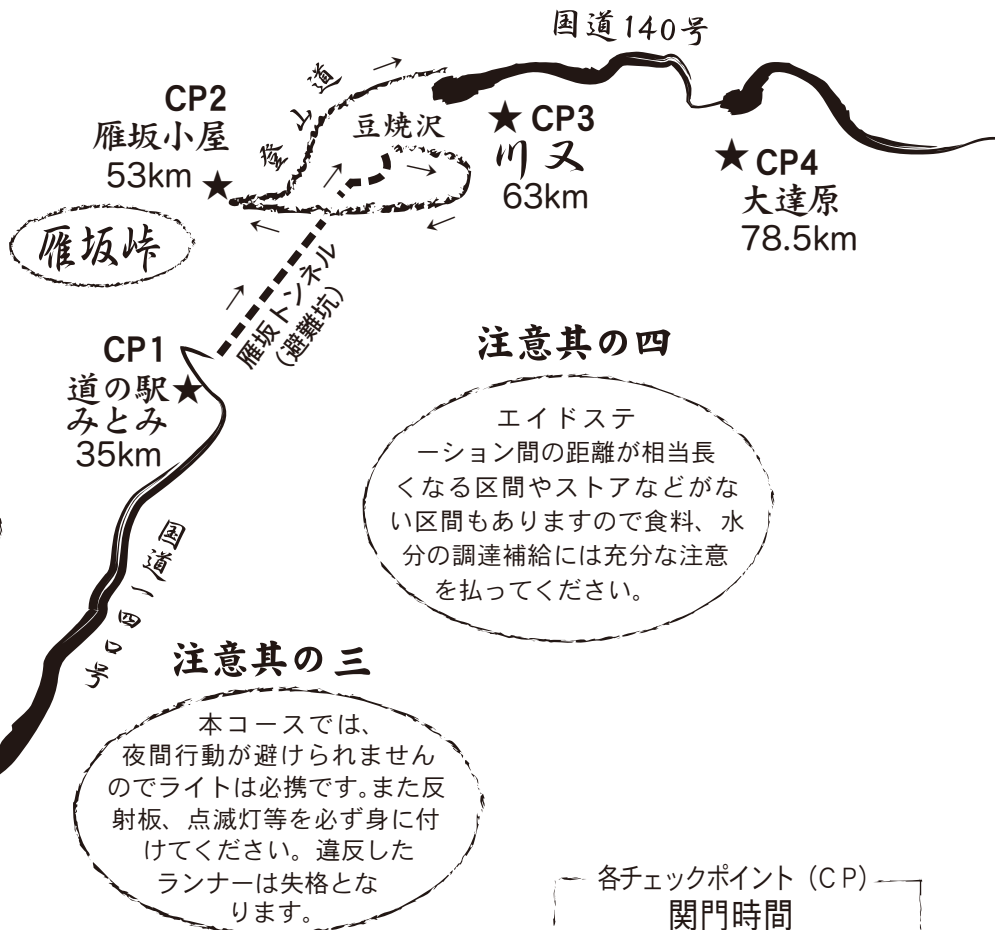 国道140号
CP2
雁坂小屋
53km
登山道
豆焼沢
CP3
川又
63km
CP4
大達原
78.5km
雁坂峠
雁坂トンネル
(避難坑)
CP1
道の駅
みとみ
35km
国道一四〇号
注意其の四
エイドステ
ーション間の距離が相当長
くなる区間やストアなどがな
い区間もありますので食料、水
分の調達補給には充分な注意
を払ってください。
注意其の三
本コースでは、
夜間行動が避けられません
のでライトは必携です。また反
射板、点滅灯等を必ず身に付
けてください。違反した
ランナーは失格とな
ります。
各チェックポイント（CP）
関門時間